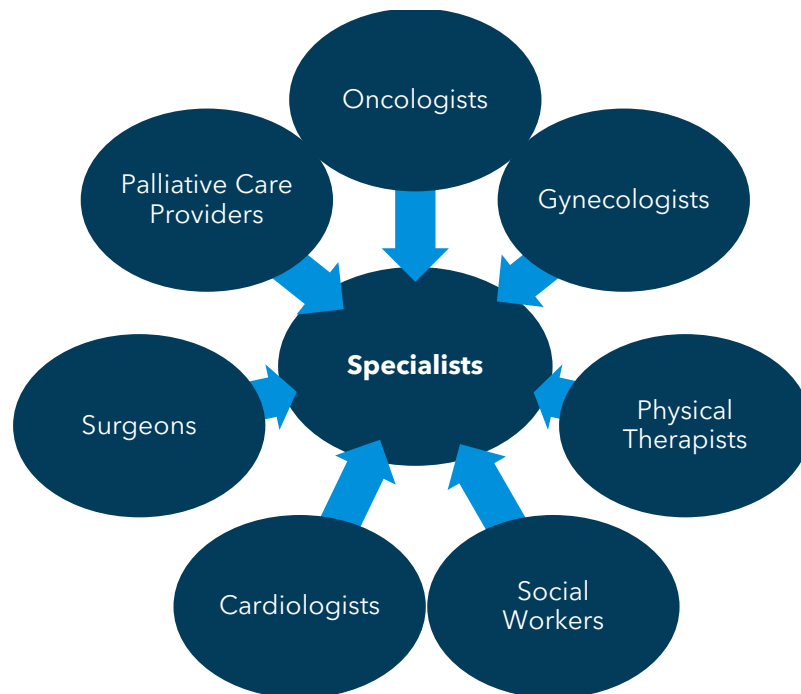 Oncologists
Palliative Care
Providers
Gynecologists
Specialists
Surgeons
Physical
Therapists
Cardiologists
Social
Workers